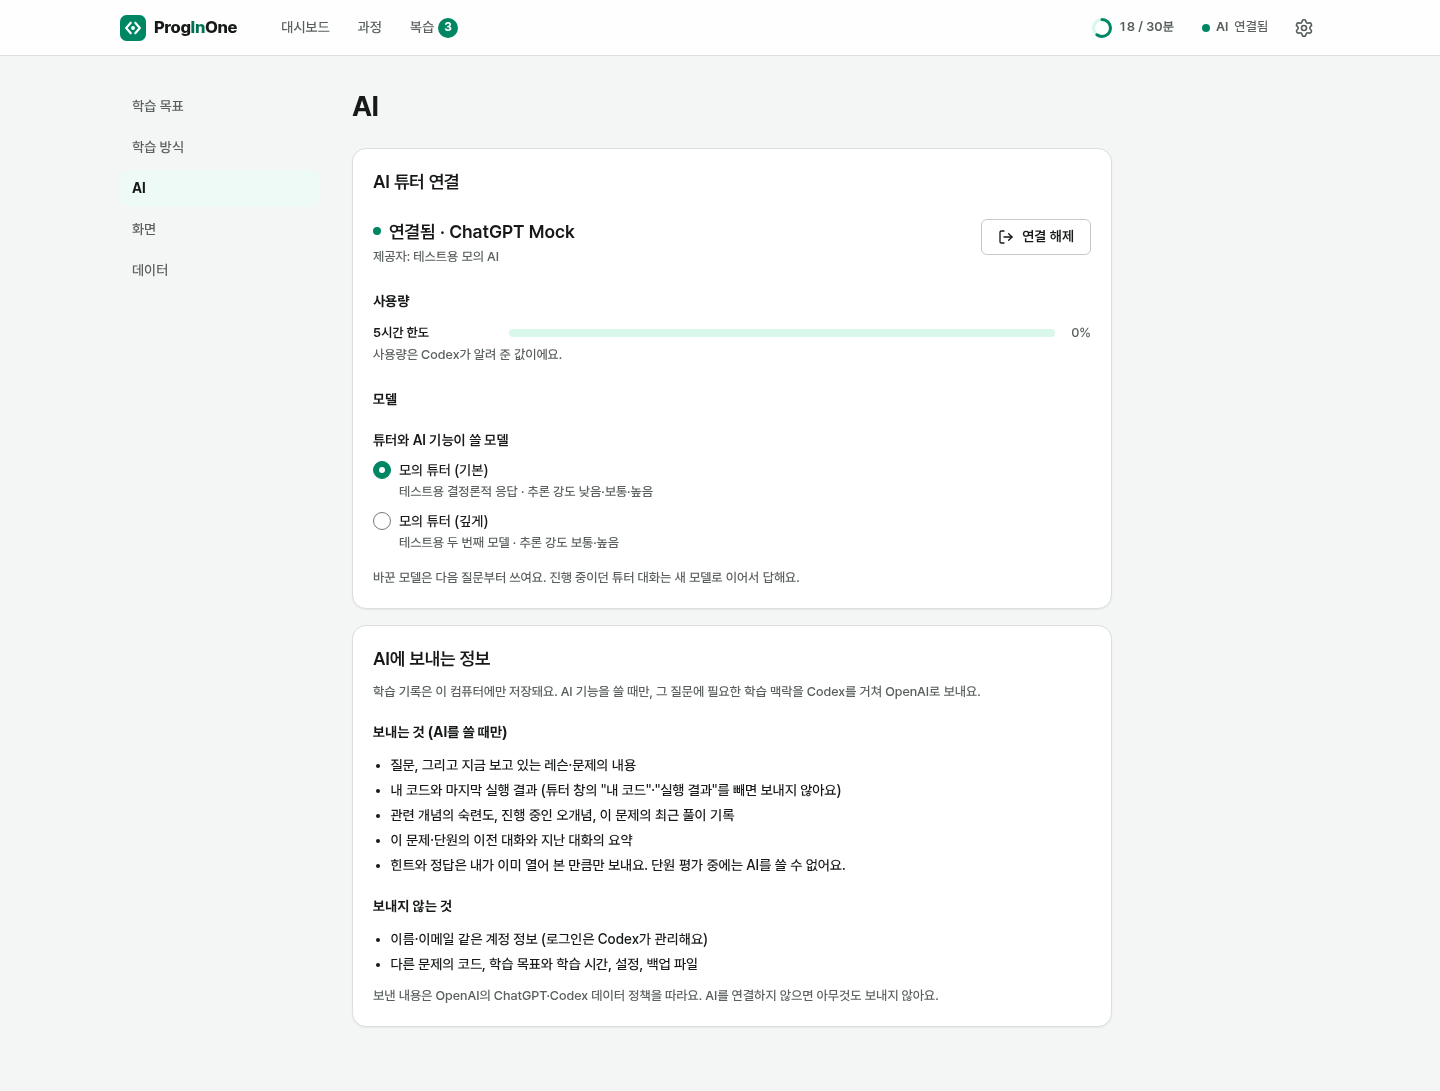 ProgInOne
대시보드
과정
복습 3
18 / 30분
AI 연결됨
학습 목표
학습 방식
AI
화면
데이터
AI
AI 튜터 연결
연결됨 · ChatGPT Mock
연결 해제
제공자: 테스트용 모의 AI
사용량
5시간 한도
0%
사용량은 Codex가 알려 준 값이에요.
모델
튜터와 AI 기능이 쓸 모델
모의 튜터 (기본)
테스트용 결정론적 응답 · 추론 강도 낮음·보통·높음
모의 튜터 (깊게)
테스트용 두 번째 모델 · 추론 강도 보통·높음
바꾼 모델은 다음 질문부터 쓰여요. 진행 중이던 튜터 대화는 새 모델로 이어서 답해요.
AI에 보내는 정보
학습 기록은 이 컴퓨터에만 저장돼요. AI 기능을 쓸 때만, 그 질문에 필요한 학습 맥락을 Codex를 거쳐 OpenAI로 보내요.
보내는 것 (AI를 쓸 때만)
• 질문, 그리고 지금 보고 있는 레슨·문제의 내용
• 내 코드와 마지막 실행 결과 (튜터 창의 "내 코드"·"실행 결과"를 빼면 보내지 않아요)
• 관련 개념의 숙련도, 진행 중인 오개념, 이 문제의 최근 풀이 기록
• 이 문제·단원의 이전 대화와 지난 대화의 요약
• 힌트와 정답은 내가 이미 열어 본 만큼만 보내요. 단원 평가 중에는 AI를 쓸 수 없어요.
보내지 않는 것
• 이름·이메일 같은 계정 정보 (로그인은 Codex가 관리해요)
• 다른 문제의 코드, 학습 목표와 학습 시간, 설정, 백업 파일
보낸 내용은 OpenAI의 ChatGPT·Codex 데이터 정책을 따라요. AI를 연결하지 않으면 아무것도 보내지 않아요.